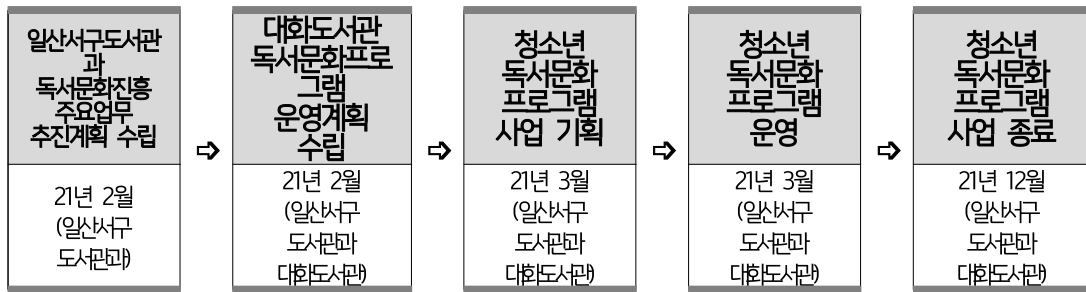 일산서구도서관
과
독서문화진흥
주요업무
추진계획 수립
21년 2월
(일산서구
도서관과)
⇨
대화도서관
독서문화프로
그램
운영계획
수립
21년 2월
(일산서구
도서관과
대화도서관)
⇨
청소년
독서문화
프로그램
사업 기획
21년 3월
(일산서구
도서관과
대화도서관)
⇨
청소년
독서문화
프로그램
운영
21년 3월
(일산서구
도서관과
대화도서관)
⇨
청소년
독서문화
프로그램
사업 종료
21년 12월
(일산서구
도서관과
대화도서관)